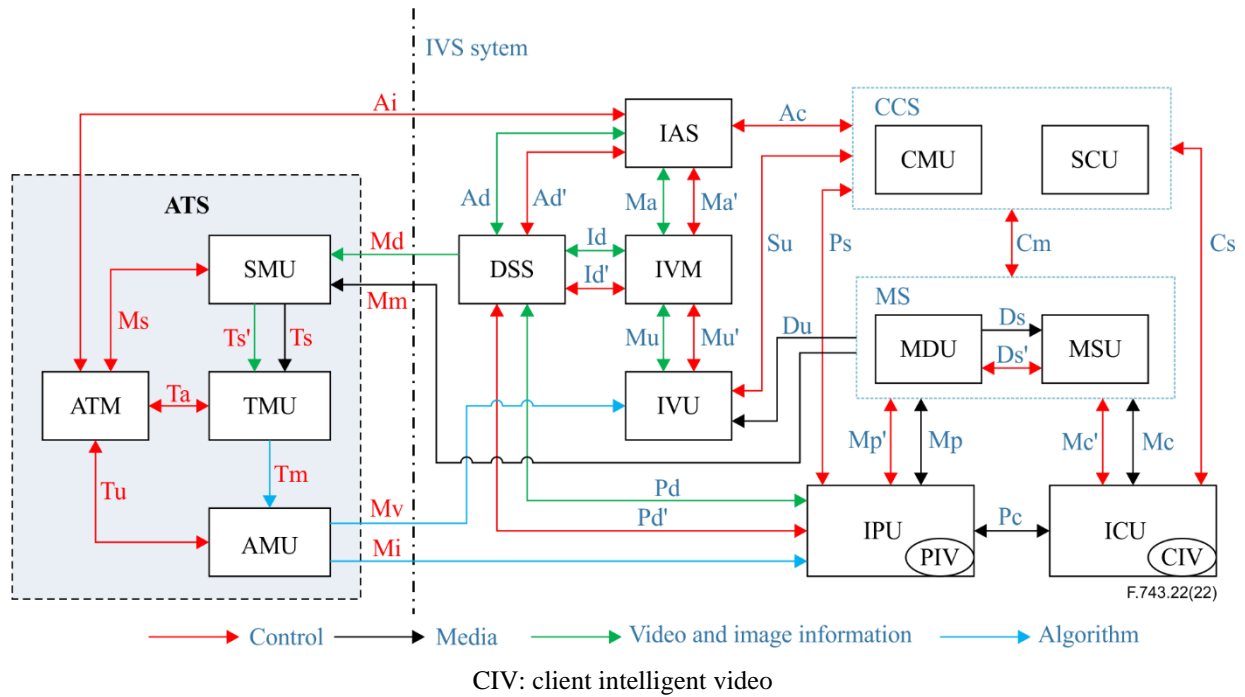 IVS sytem
Ai
IAS
Ac
CCS
CMU
SCU
ATS
Ad
Ad'
Ma
Ma'
Su
Ps
Cm
Cs
SMU
Md
DSS
Id
Id'
IVM
Mm
Ms
Ts'
Ts
Mu
Mu'
Du
MS
MDU
Ds
Ds'
MSU
ATM
Ta
TMU
IVU
Mp'
Mp
Mc'
Mc
Tm
Tu
AMU
Mv
Mi
Pd
Pd'
IPU
PIV
Pc
ICU
CIV
F.743.22(22)
Control
Media
Video and image information
Algorithm
CIV: client intelligent video